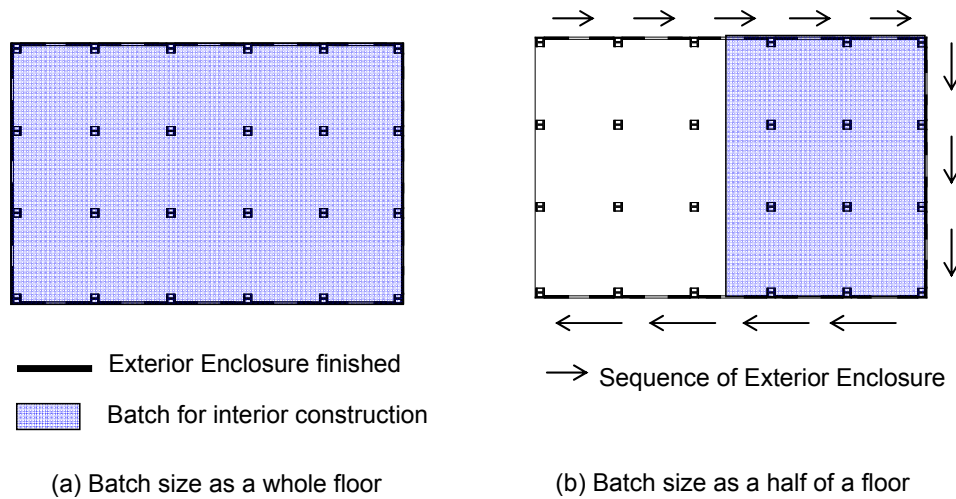 Exterior Enclosure finished
Batch for interior construction
Sequence of Exterior Enclosure
(a) Batch size as a whole floor
(b) Batch size as a half of a floor